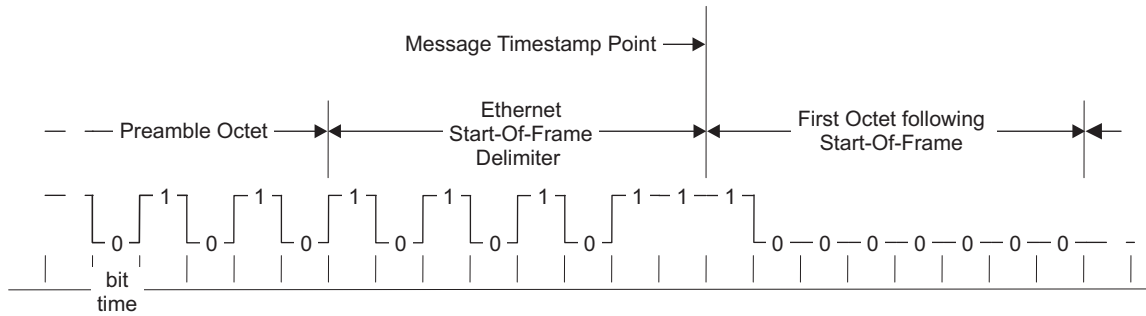 Message Timestamp Point
Preamble Octet
Ethernet
Start-Of-Frame
Delimiter
First Octet following
Start-Of-Frame
0 1 0 1 0 1 0 1 0 1 0 1 1 1 0 0 0 0 0 0 0
bit
time